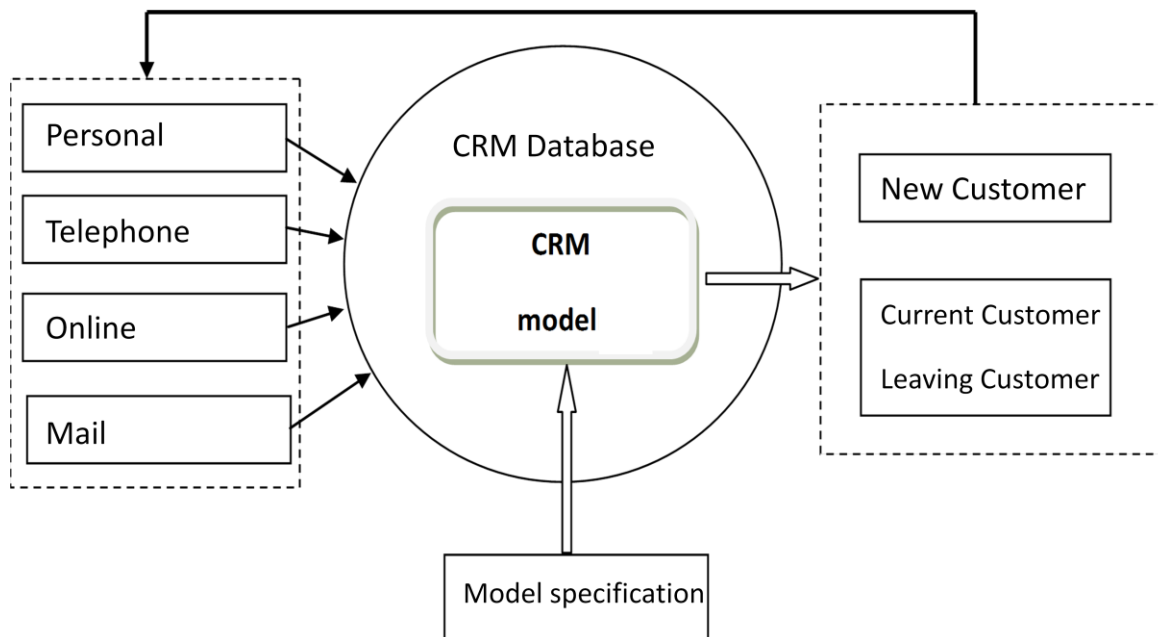 Personal
Telephone
Online
Mail
CRM Database
CRM
model
New Customer
Current Customer
Leaving Customer
Model specification